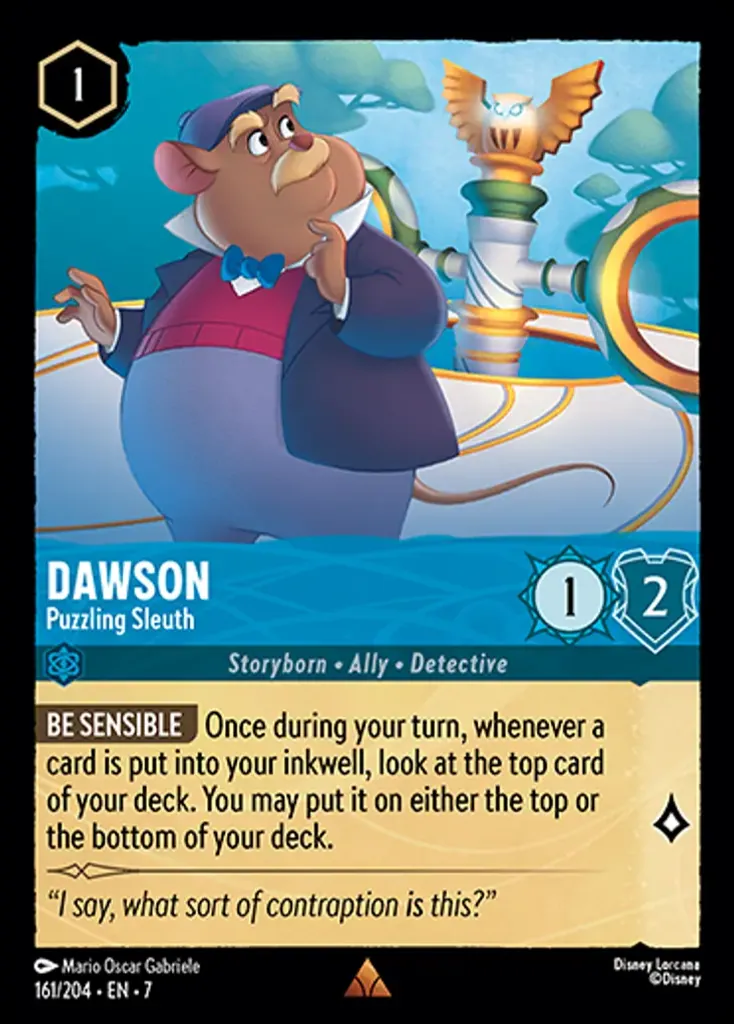 1
DAWSON
Puzzling Sleuth
1
2
Storyborn • Ally • Detective
BE SENSIBLE Once during your turn, whenever a
card is put into your inkwell, look at the top card
of your deck. You may put it on either the top or
the bottom of your deck.
“I say, what sort of contraption is this?”
Mario Oscar Gabriele
161/204 • EN • 7
Disney Lorcana
©Disney